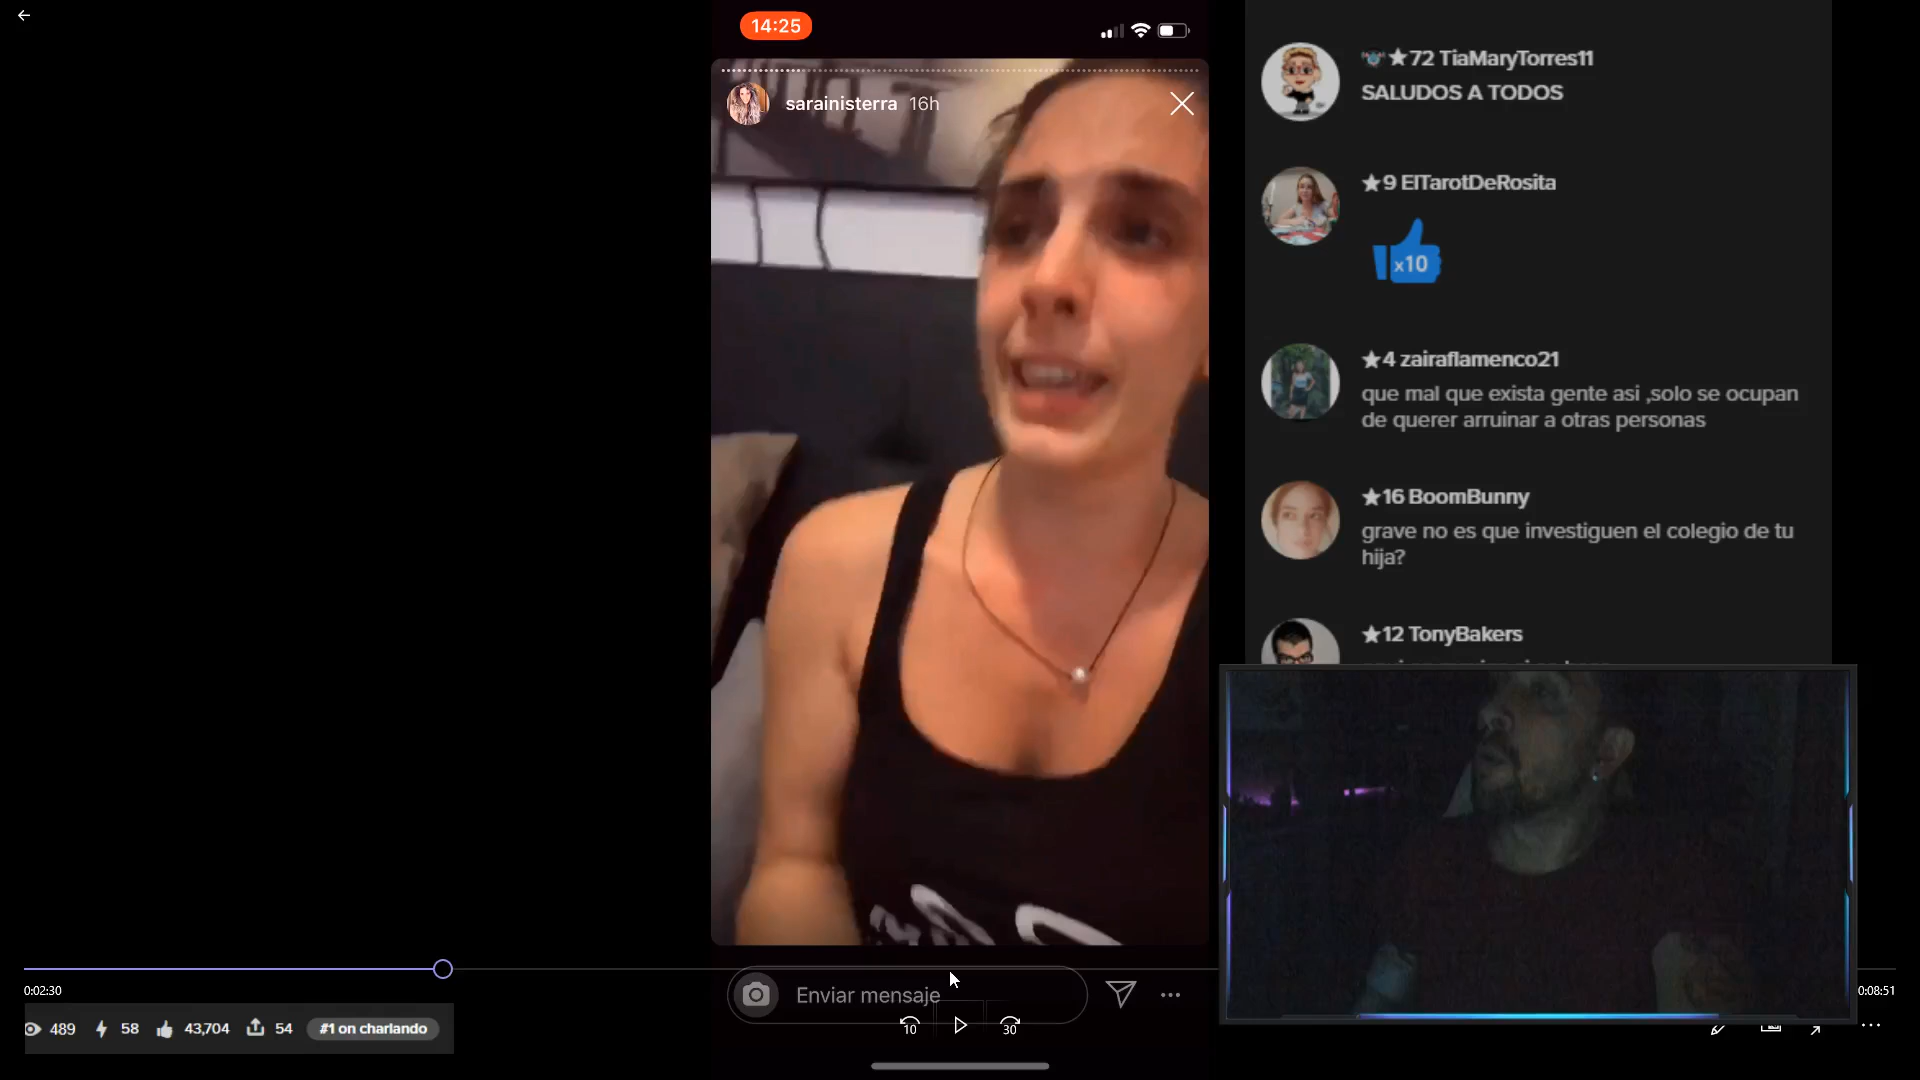 14:25
sarainisterra 16h
★72 TiaMaryTorres11
SALUDOS A TODOS
★9 ElTarotDeRosita
x10
★4 zairaflamenco21
que mal que exista gente asi ,solo se ocupan
de querer arruinar a otras personas
★16 BoomBunny
grave no es que investiguen el colegio de tu
hija?
★12 TonyBakers
0:02:30
0:08:51
Enviar mensaje
10
30
489 58 43,704 54 #1 on charlando